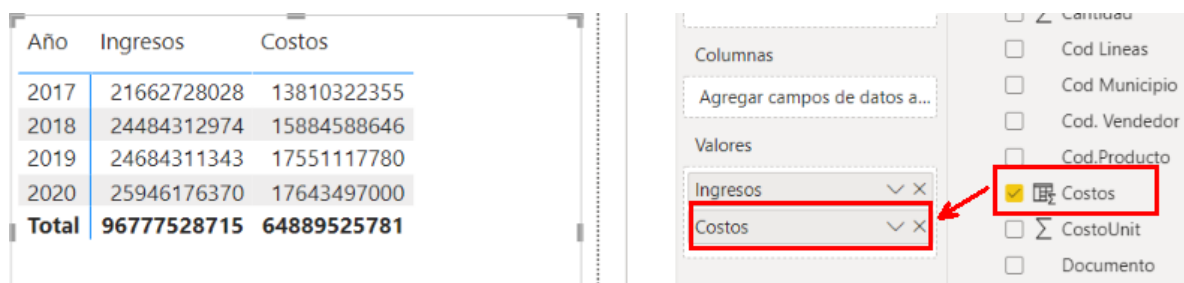 Año Ingresos Costos
2017 21662728028 13810322355
2018 24484312974 15884588646
2019 24684311343 17551117780
2020 25946176370 17643497000
Total 96777528715 64889525781
Columnas
Agregar campos de datos a...
Valores
Ingresos
Costos
Cantidad
Cod Lineas
Cod Municipio
Cod. Vendedor
Cod.Producto
Costos
CostoUnit
Documento